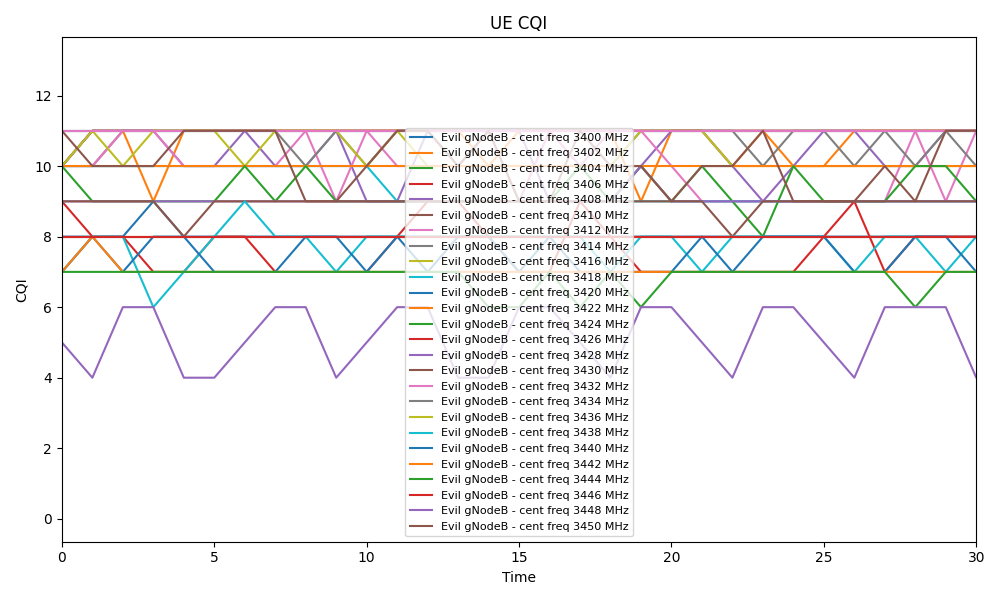 UE CQI
CQI
12
10
8
6
4
2
0
Evil gNodeB - cent freq 3400 MHz
Evil gNodeB - cent freq 3402 MHz
Evil gNodeB - cent freq 3404 MHz
Evil gNodeB - cent freq 3406 MHz
Evil gNodeB - cent freq 3408 MHz
Evil gNodeB - cent freq 3410 MHz
Evil gNodeB - cent freq 3412 MHz
Evil gNodeB - cent freq 3414 MHz
Evil gNodeB - cent freq 3416 MHz
Evil gNodeB - cent freq 3418 MHz
Evil gNodeB - cent freq 3420 MHz
Evil gNodeB - cent freq 3422 MHz
Evil gNodeB - cent freq 3424 MHz
Evil gNodeB - cent freq 3426 MHz
Evil gNodeB - cent freq 3428 MHz
Evil gNodeB - cent freq 3430 MHz
Evil gNodeB - cent freq 3432 MHz
Evil gNodeB - cent freq 3434 MHz
Evil gNodeB - cent freq 3436 MHz
Evil gNodeB - cent freq 3438 MHz
Evil gNodeB - cent freq 3440 MHz
Evil gNodeB - cent freq 3442 MHz
Evil gNodeB - cent freq 3444 MHz
Evil gNodeB - cent freq 3446 MHz
Evil gNodeB - cent freq 3448 MHz
Evil gNodeB - cent freq 3450 MHz
0 5 10 15 20 25 30
Time